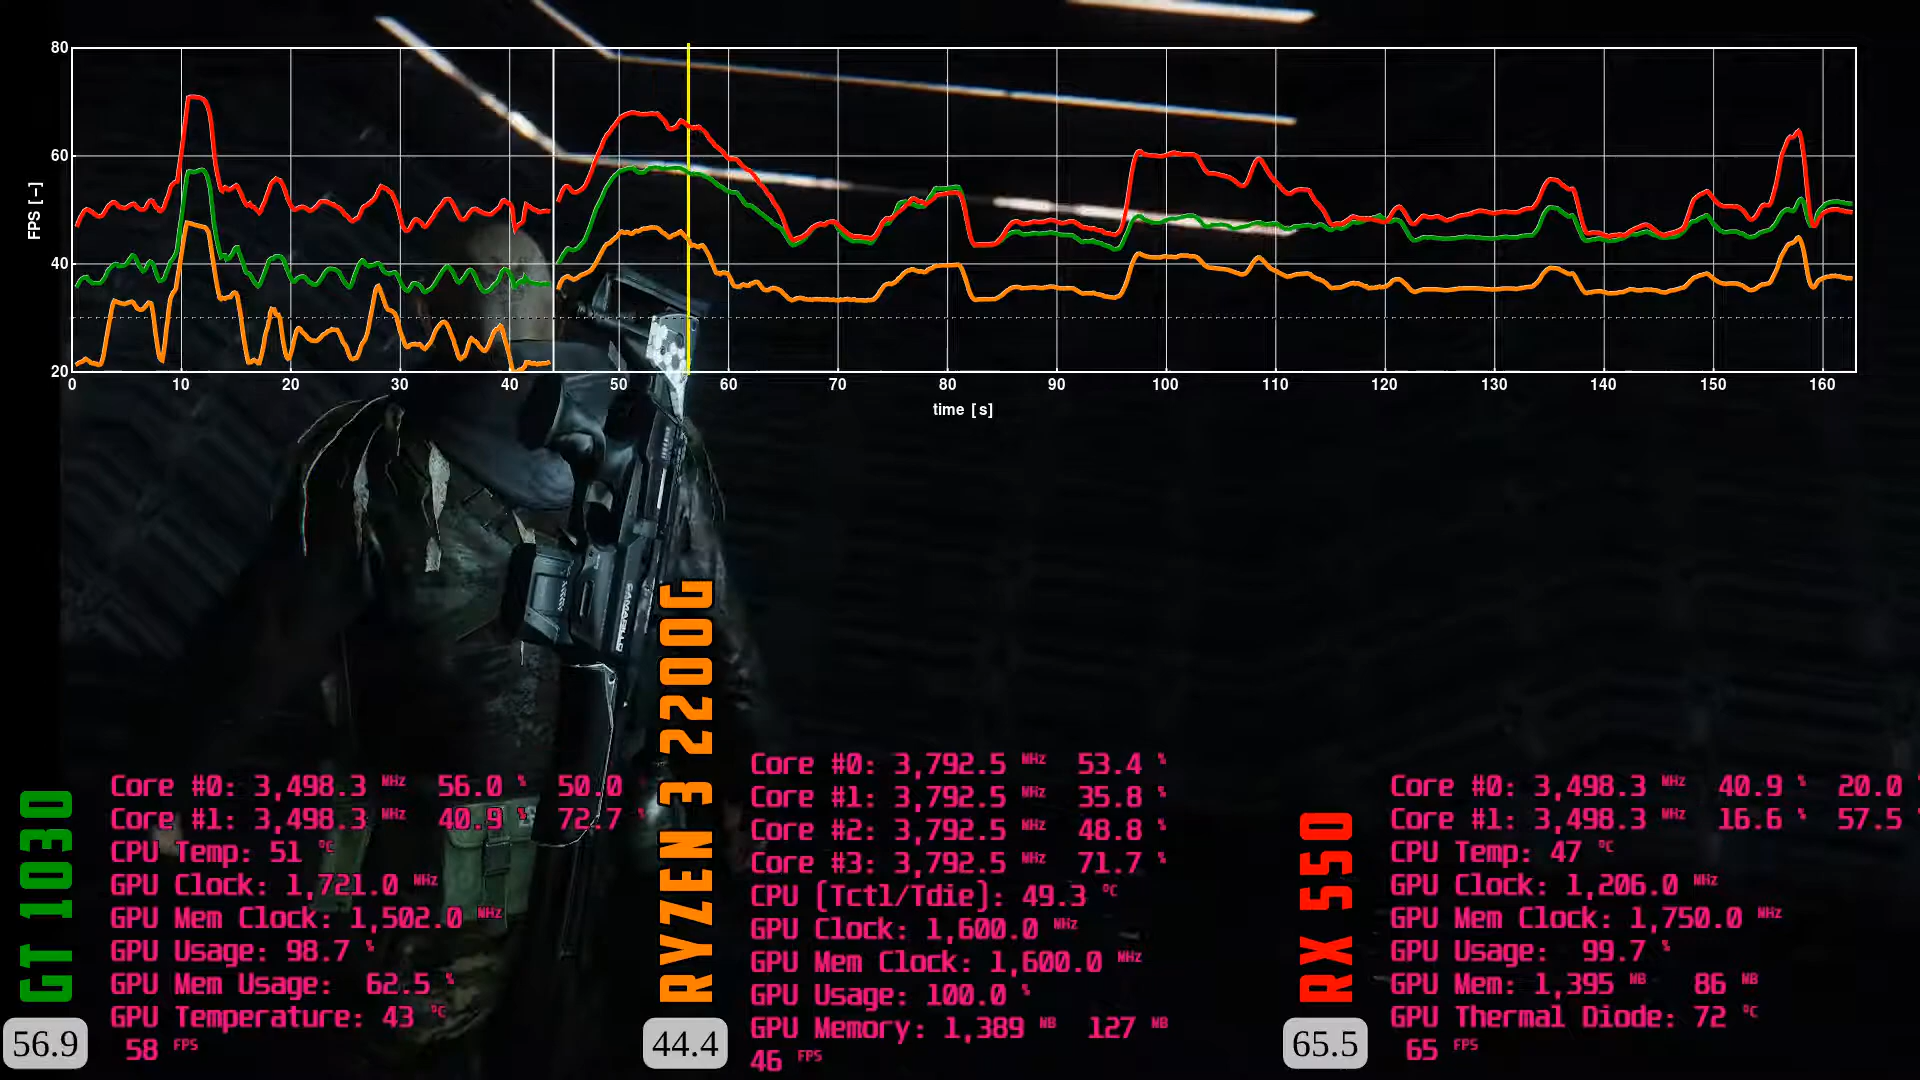 80
60
40
20
FPS [-]
0 10 20 30 40 50 60 70 80 90 100 110 120 130 140 150 160
time [s]
GT 1030
Core #0: 3,498.3 MHz 56.0 % 50.0
Core #1: 3,498.3 MHz 40.9 % 72.7
CPU Temp: 51 °C
GPU Clock: 1,721.0 MHz
GPU Mem Clock: 1,502.0 MHz
GPU Usage: 98.7 %
GPU Mem Usage: 62.5 %
GPU Temperature: 43 °C
58 FPS
56.9
RYZEN 3 2200G
Core #0: 3,792.5 MHz 53.4 %
Core #1: 3,792.5 MHz 35.8 %
Core #2: 3,792.5 MHz 48.8 %
Core #3: 3,792.5 MHz 71.7 %
CPU (Tctl/Tdie): 49.3 °C
GPU Clock: 1,600.0 MHz
GPU Mem Clock: 1,600.0 MHz
GPU Usage: 100.0 %
GPU Memory: 1,389 MB 127 MB
46 FPS
44.4
RX 550
Core #0: 3,498.3 MHz 40.9 % 20.0
Core #1: 3,498.3 MHz 16.6 % 57.5
CPU Temp: 47 °C
GPU Clock: 1,206.0 MHz
GPU Mem Clock: 1,750.0 MHz
GPU Usage: 99.7 %
GPU Mem: 1,395 MB 86 MB
GPU Thermal Diode: 72 °C
65 FPS
65.5